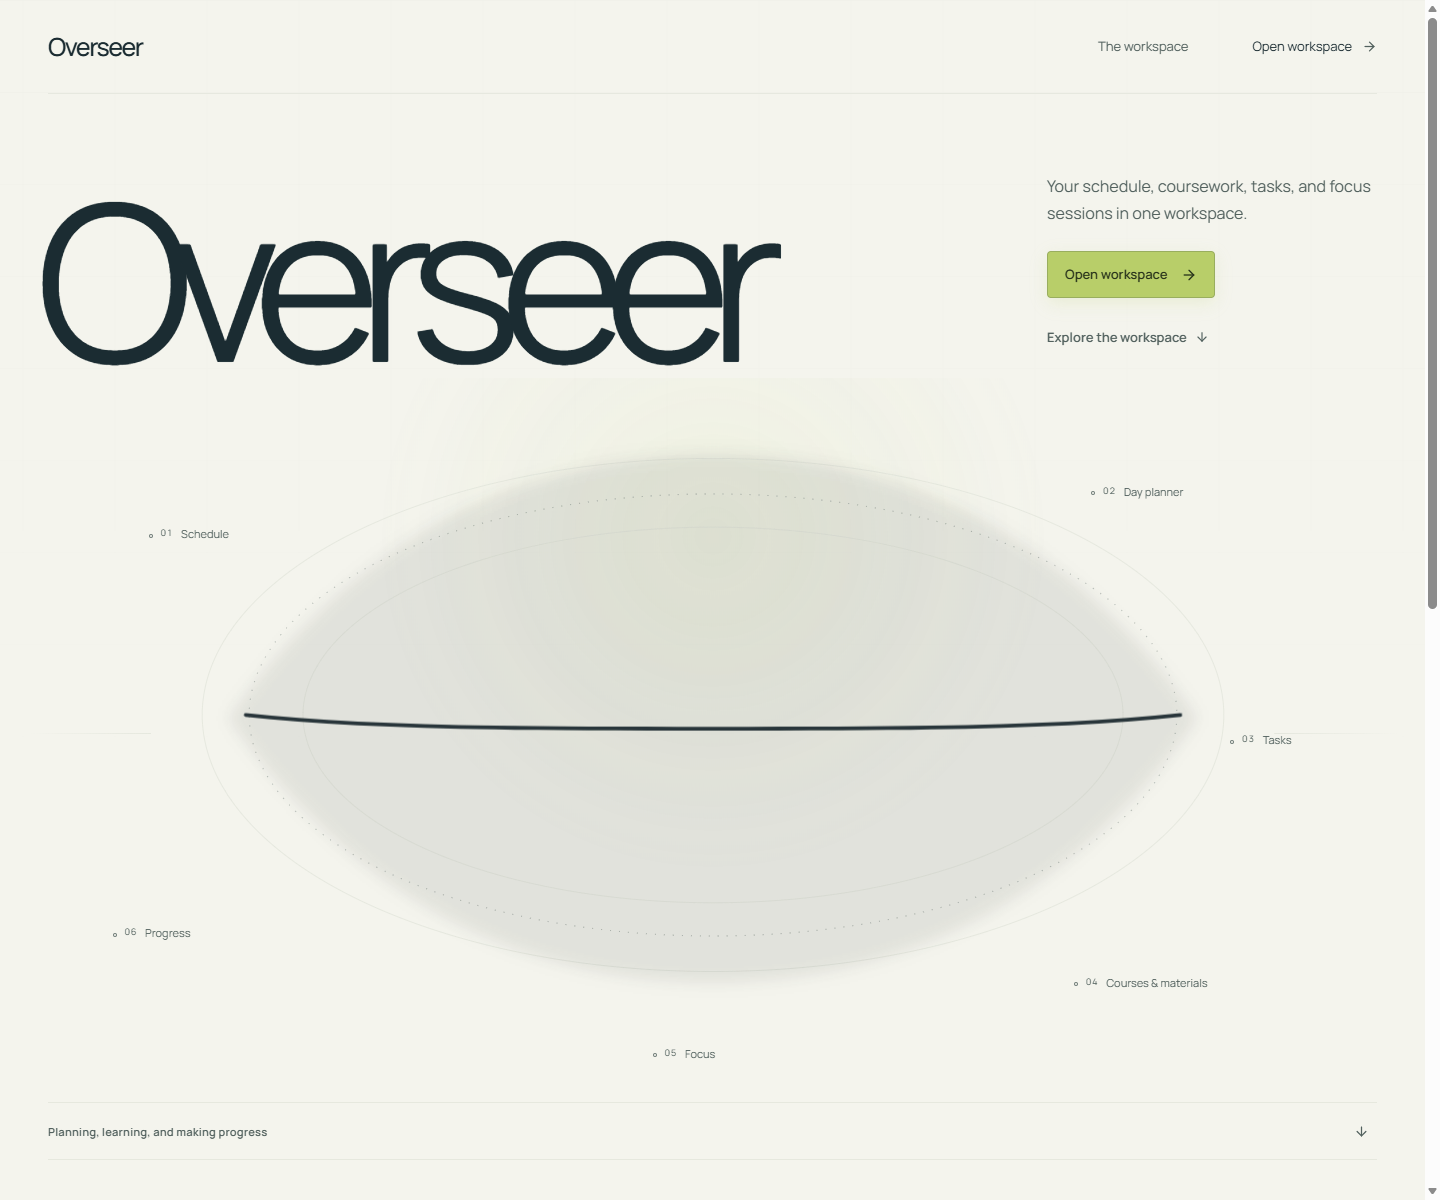 Overseer
The workspace
Open workspace
Overseer
Your schedule, coursework, tasks, and focus
sessions in one workspace.
Open workspace
Explore the workspace
02 Day planner
01 Schedule
03 Tasks
06 Progress
04 Courses & materials
05 Focus
Planning, learning, and making progress